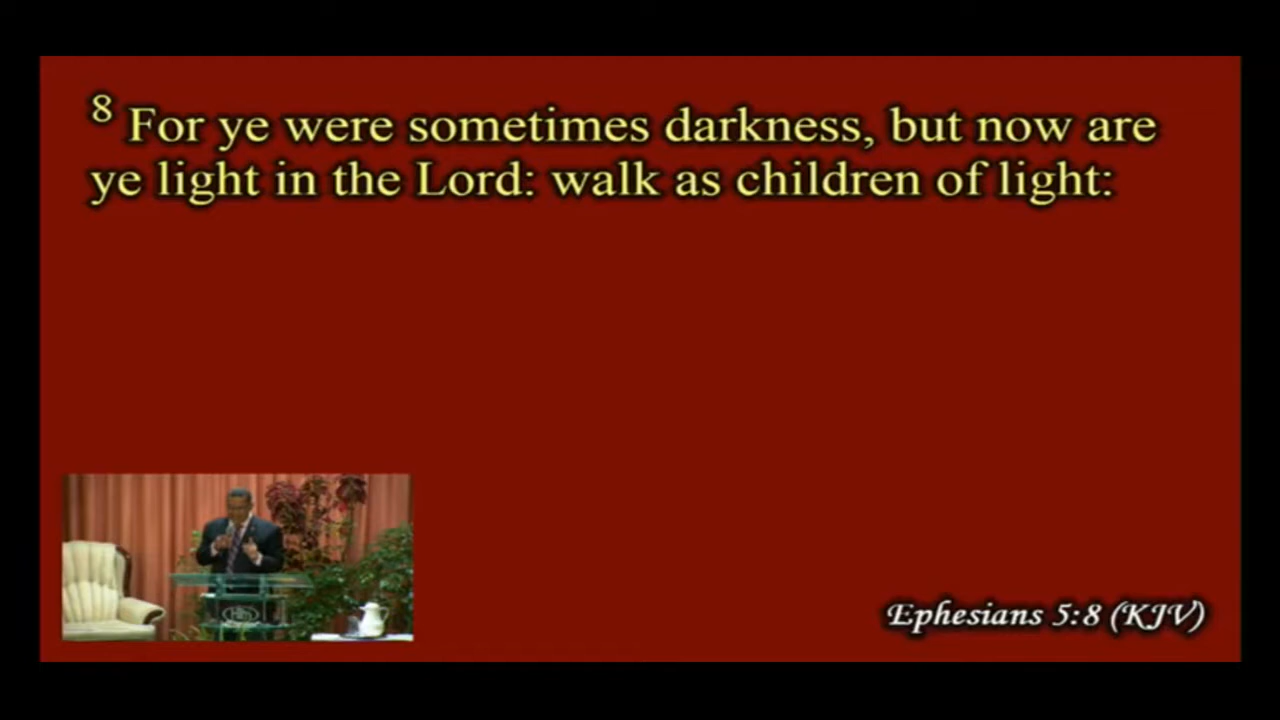 8 For ye were sometimes darkness, but now are
ye light in the Lord: walk as children of light:
Ephesians 5:8 (KJV)